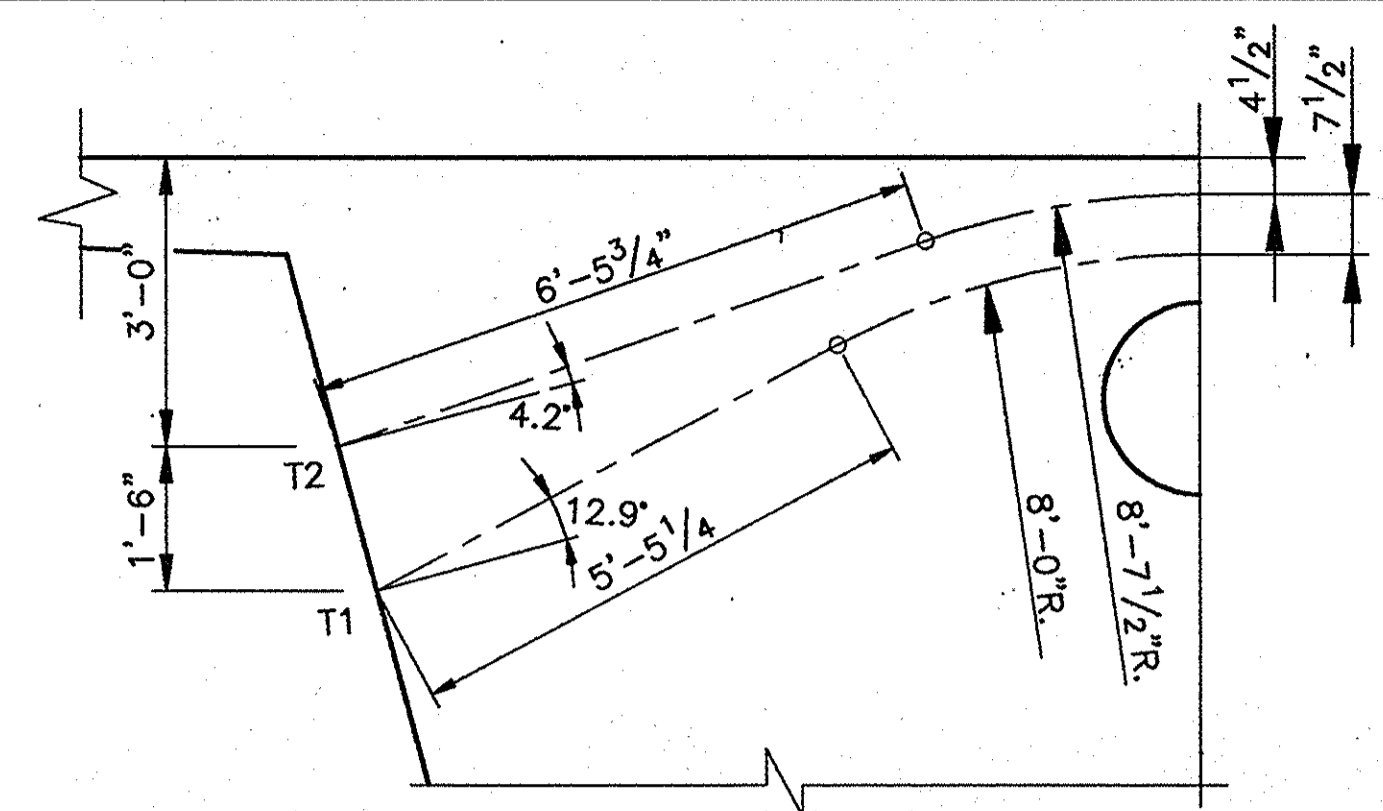 4 1/2"
7 1/2"
3'-0"
6'-5 3/4"
4.2°
T2
1'-6"
12.9°
5'-5 1/4
8'-0"R.
8'-7 1/2"R.
T1